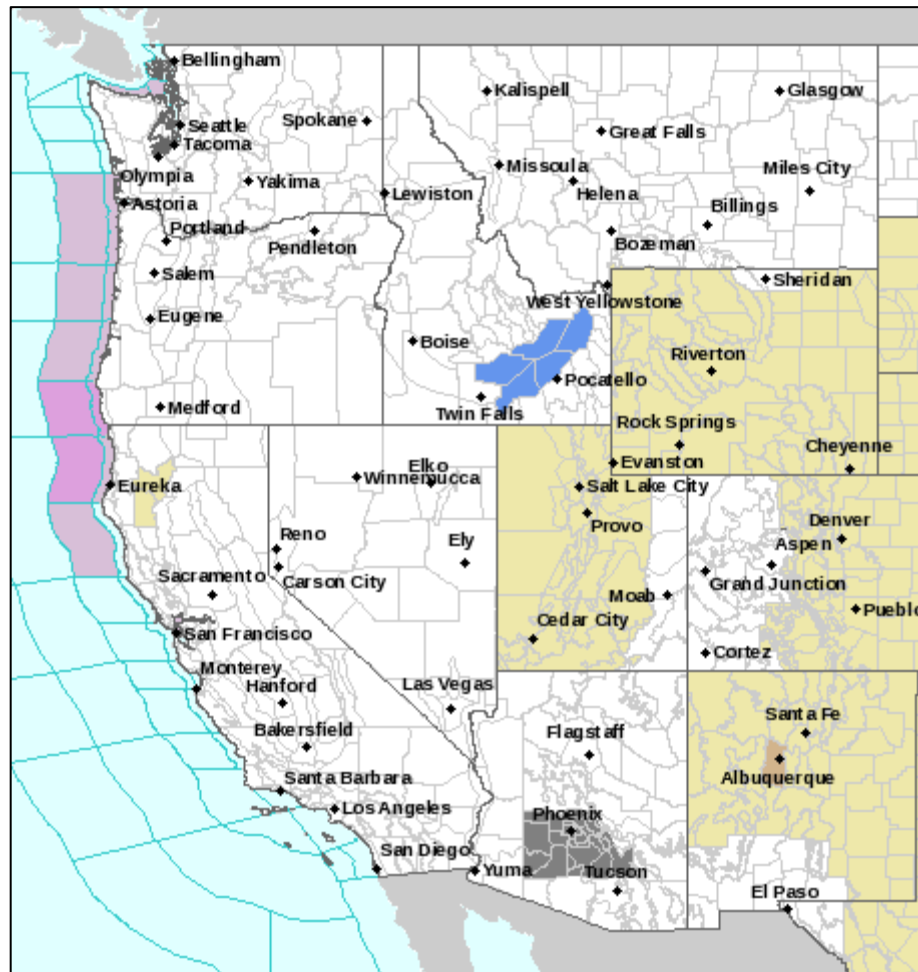 Bellingham
Kalispell
Glasgow
Seattle
Spokane
Great Falls
Tacoma
Missoula
Miles City
Olympia
Yakima
Lewiston
Helena
Astoria
Billings
Portland
Pendleton
Bozeman
Salem
Sheridan
West Yellowstone
Eugene
Boise
Riverton
Pocatello
Medford
Twin Falls
Rock Springs
Cheyenne
Elko
Evanston
Winnemucca
Eureka
Salt Lake City
Provo
Denver
Reno
Ely
Aspen
Sacramento
Carson City
Grand Junction
Moab
Pueblo
Cedar City
San Francisco
Cortez
Monterey
Hanford
Las Vegas
Santa Fe
Bakersfield
Flagstaff
Albuquerque
Santa Barbara
Los Angeles
Phoenix
San Diego
Yuma
Tucson
El Paso